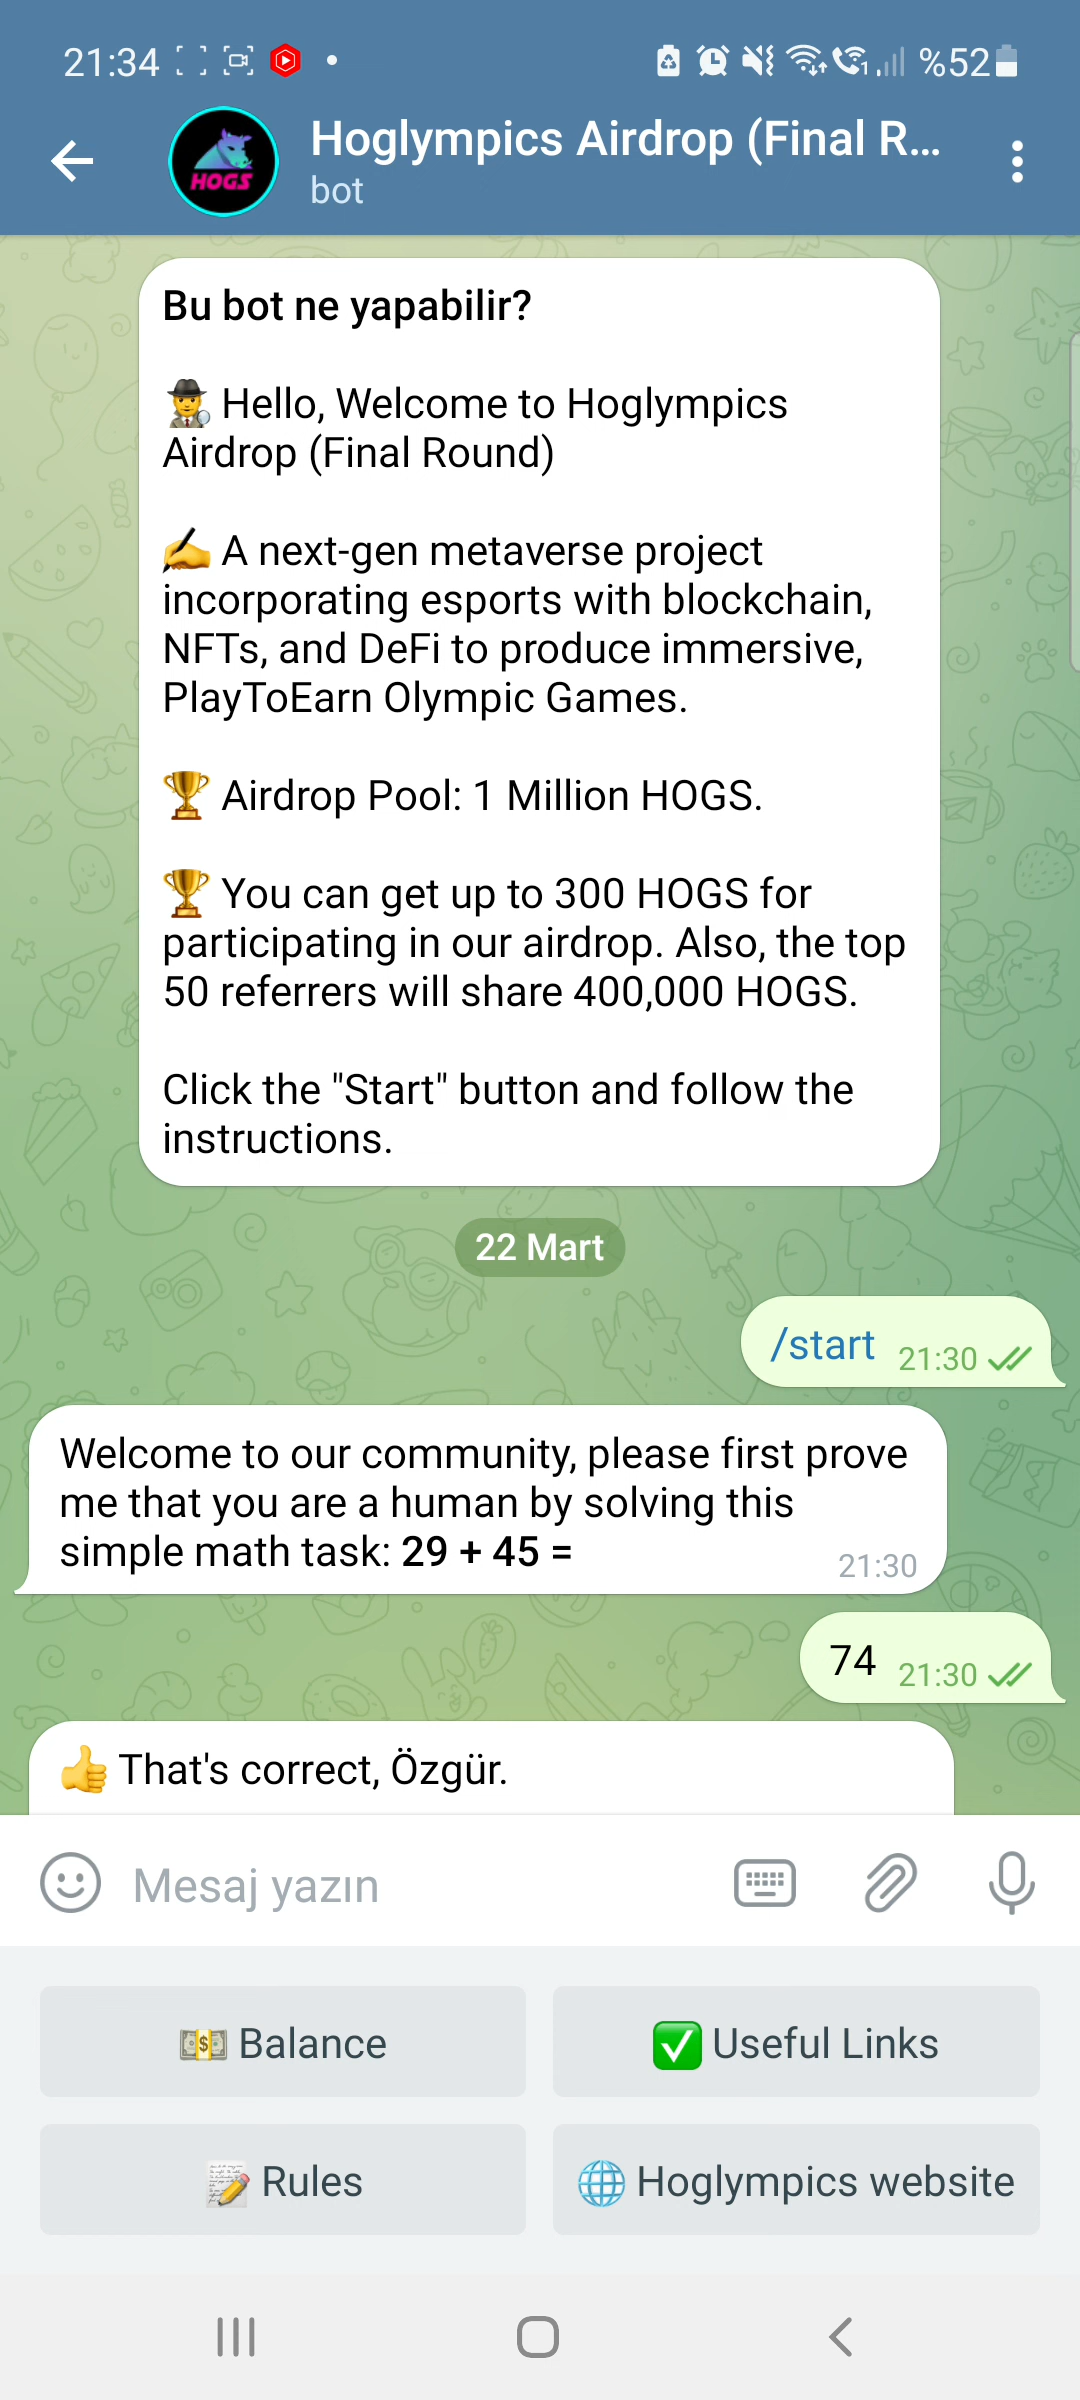 21:34
%52
HOGS
Hoglympics Airdrop (Final R...
bot
Bu bot ne yapabilir?
Hello, Welcome to Hoglympics
Airdrop (Final Round)
A next-gen metaverse project
incorporating esports with blockchain,
NFTs, and DeFi to produce immersive,
PlayToEarn Olympic Games.
Airdrop Pool: 1 Million HOGS.
You can get up to 300 HOGS for
participating in our airdrop. Also, the top
50 referrers will share 400,000 HOGS.
Click the "Start" button and follow the
instructions.
22 Mart
/start 21:30
Welcome to our community, please first prove
me that you are a human by solving this
simple math task: 29 + 45 =
21:30
74 21:30
That's correct, Özgür.
Mesaj yazın
Balance
Useful Links
Rules
Hoglympics website